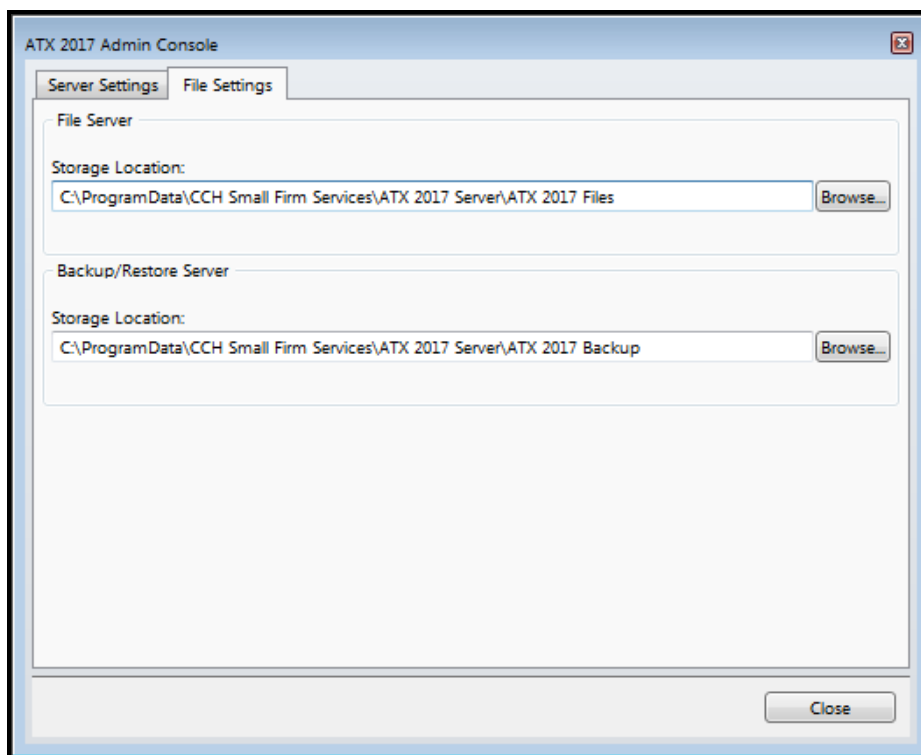 ATX 2017 Admin Console
Server Settings File Settings
File Server
Storage Location:
C:\ProgramData\CCH Small Firm Services\ATX 2017 Server\ATX 2017 Files Browse...
Backup/Restore Server
Storage Location:
C:\ProgramData\CCH Small Firm Services\ATX 2017 Server\ATX 2017 Backup Browse...
Close